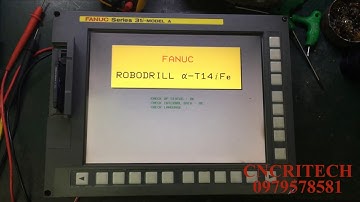 FANUC Series 31i-MODEL A
FANUC
ROBODRILL α-T14iFe
CNCRITECH
0979578581